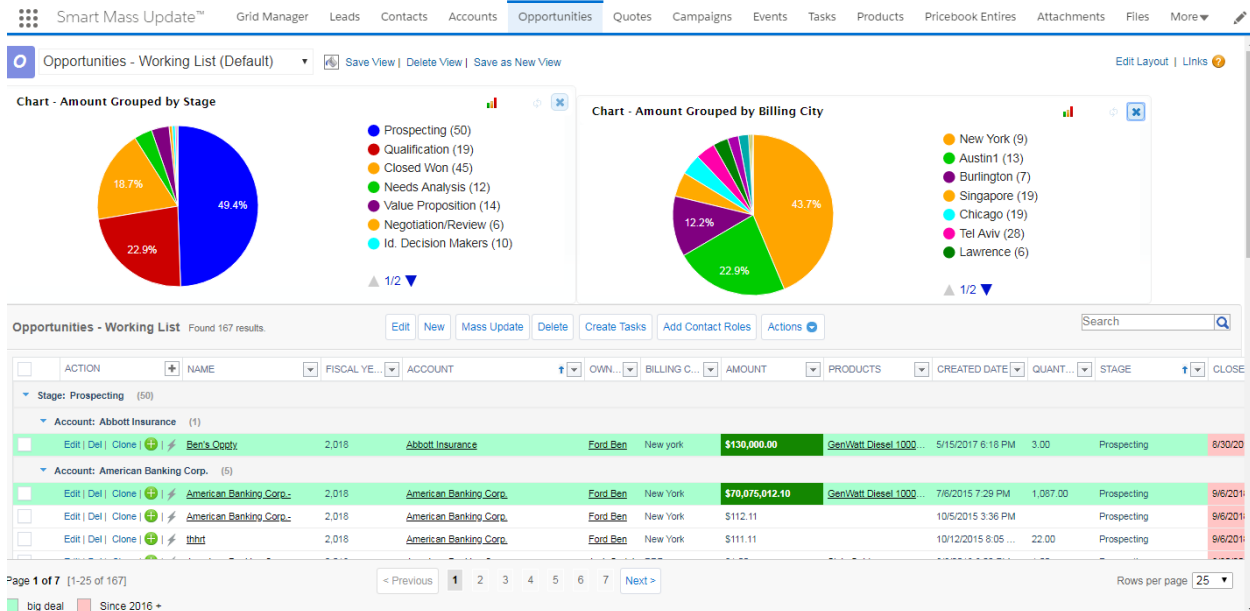 Smart Mass Update™ Grid Manager Leads Contacts Accounts Opportunities Quotes Campaigns Events Tasks Products Pricebook Entires Attachments Files More
O Opportunities - Working List (Default) Save View | Delete View | Save as New View Edit Layout | LInks ?
Chart - Amount Grouped by Stage
Prospecting (50)
Qualification (19)
Closed Won (45)
Needs Analysis (12)
Value Proposition (14)
Negotiation/Review (6)
Id. Decision Makers (10)
1/2
18.7%
49.4%
22.9%
Chart - Amount Grouped by Billing City
New York (9)
Austin1 (13)
Burlington (7)
Singapore (19)
Chicago (19)
Tel Aviv (28)
Lawrence (6)
1/2
43.7%
12.2%
22.9%
Opportunities - Working List Found 167 results. Edit New Mass Update Delete Create Tasks Add Contact Roles Actions Search
ACTION NAME FISCAL YE... ACCOUNT OWN... BILLING C... AMOUNT PRODUCTS CREATED DATE QUANT... STAGE CLOSE
Stage: Prospecting (50)
Account: Abbott Insurance (1)
Edit | Del | Clone | | Ben's Oppty 2,018 Abbott Insurance Ford Ben New york $130,000.00 GenWatt Diesel 1000... 5/15/2017 6:18 PM 3.00 Prospecting 8/30/20
Account: American Banking Corp. (5)
Edit | Del | Clone | | American Banking Corp.- 2,018 American Banking Corp. Ford Ben New York $70,075,012.10 GenWatt Diesel 1000... 7/6/2015 7:29 PM 1,087.00 Prospecting 9/6/201
Edit | Del | Clone | | American Banking Corp.- 2,018 American Banking Corp. Ford Ben New York $112.11 10/5/2015 3:36 PM Prospecting 9/6/201
Edit | Del | Clone | | thhrt 2,018 American Banking Corp. Ford Ben New York $111.11 10/12/2015 8:05 ... 22.00 Prospecting 9/6/201
Page 1 of 7 [1-25 of 167] < Previous 1 2 3 4 5 6 7 Next > Rows per page 25
big deal Since 2016 +